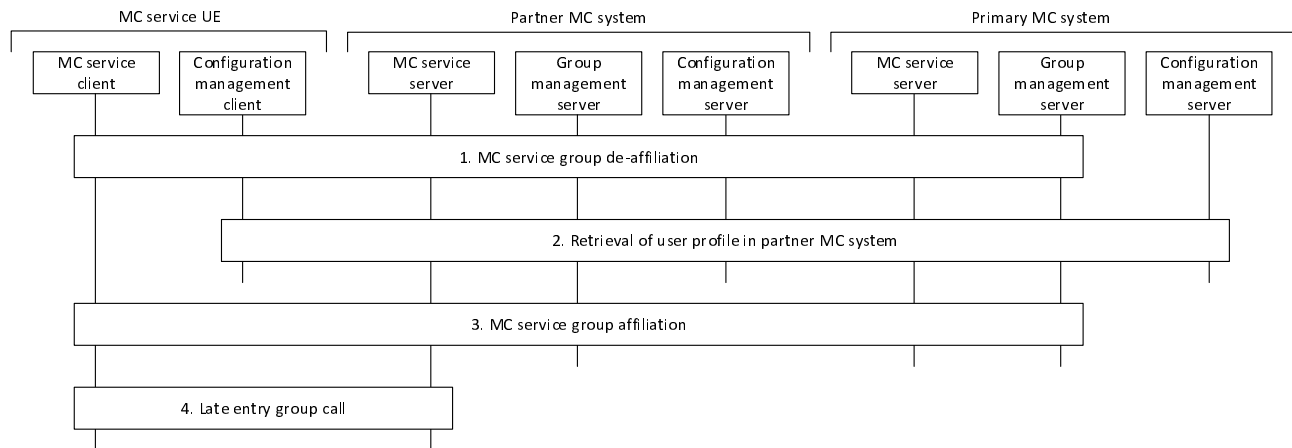 MC service UE
Partner MC system
Primary MC system
MC service
client
Configuration
management
client
MC service
server
Group
management
server
Configuration
management
server
MC service
server
Group
management
server
Configuration
management
server
1. MC service group de-affiliation
2. Retrieval of user profile in partner MC system
3. MC service group affiliation
4. Late entry group call